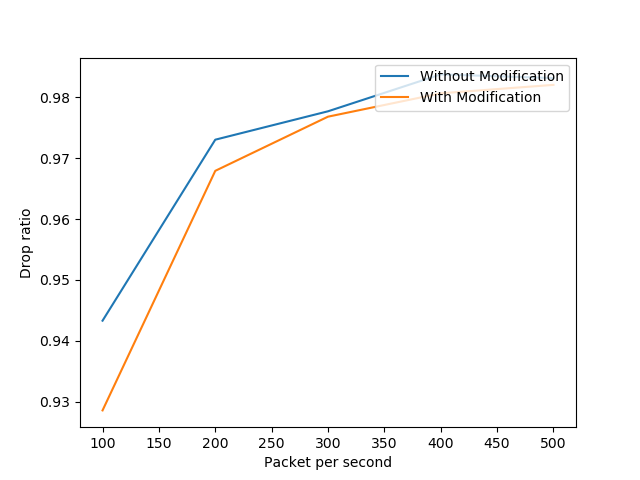 Without Modification
With Modification
0.98
0.97
0.96
0.95
0.94
0.93
Drop ratio
100 150 200 250 300 350 400 450 500
Packet per second